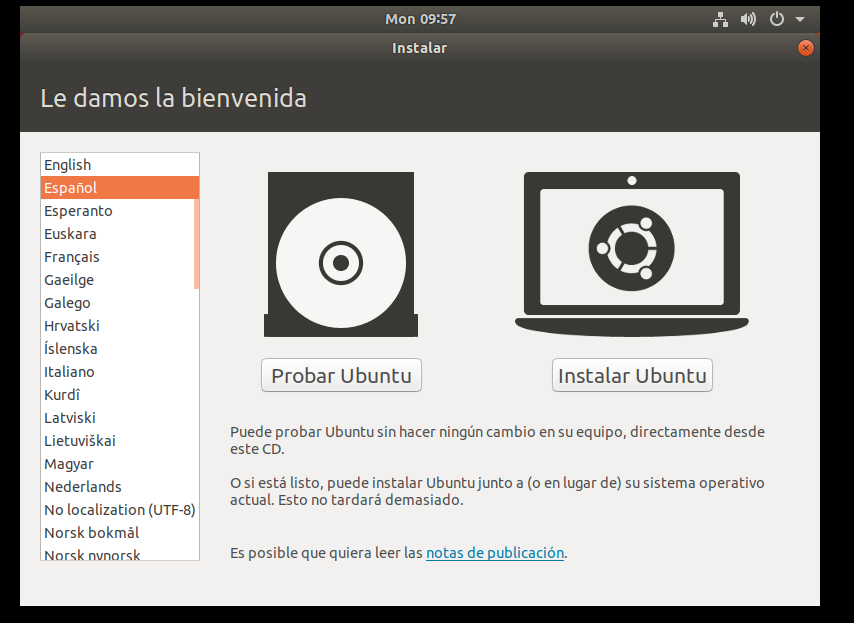 Mon 09:57
Instalar
Le damos la bienvenida
English
Español
Esperanto
Euskara
Français
Gaeilge
Galego
Hrvatski
Íslenska
Italiano
Kurdî
Latviski
Lietuviškai
Magyar
Nederlands
No localization (UTF-8)
Norsk bokmål
Norsk nynorsk
Probar Ubuntu
Instalar Ubuntu
Puede probar Ubuntu sin hacer ningún cambio en su equipo, directamente desde
este CD.
O si está listo, puede instalar Ubuntu junto a (o en lugar de) su sistema operativo
actual. Esto no tardará demasiado.
Es posible que quiera leer las notas de publicación.